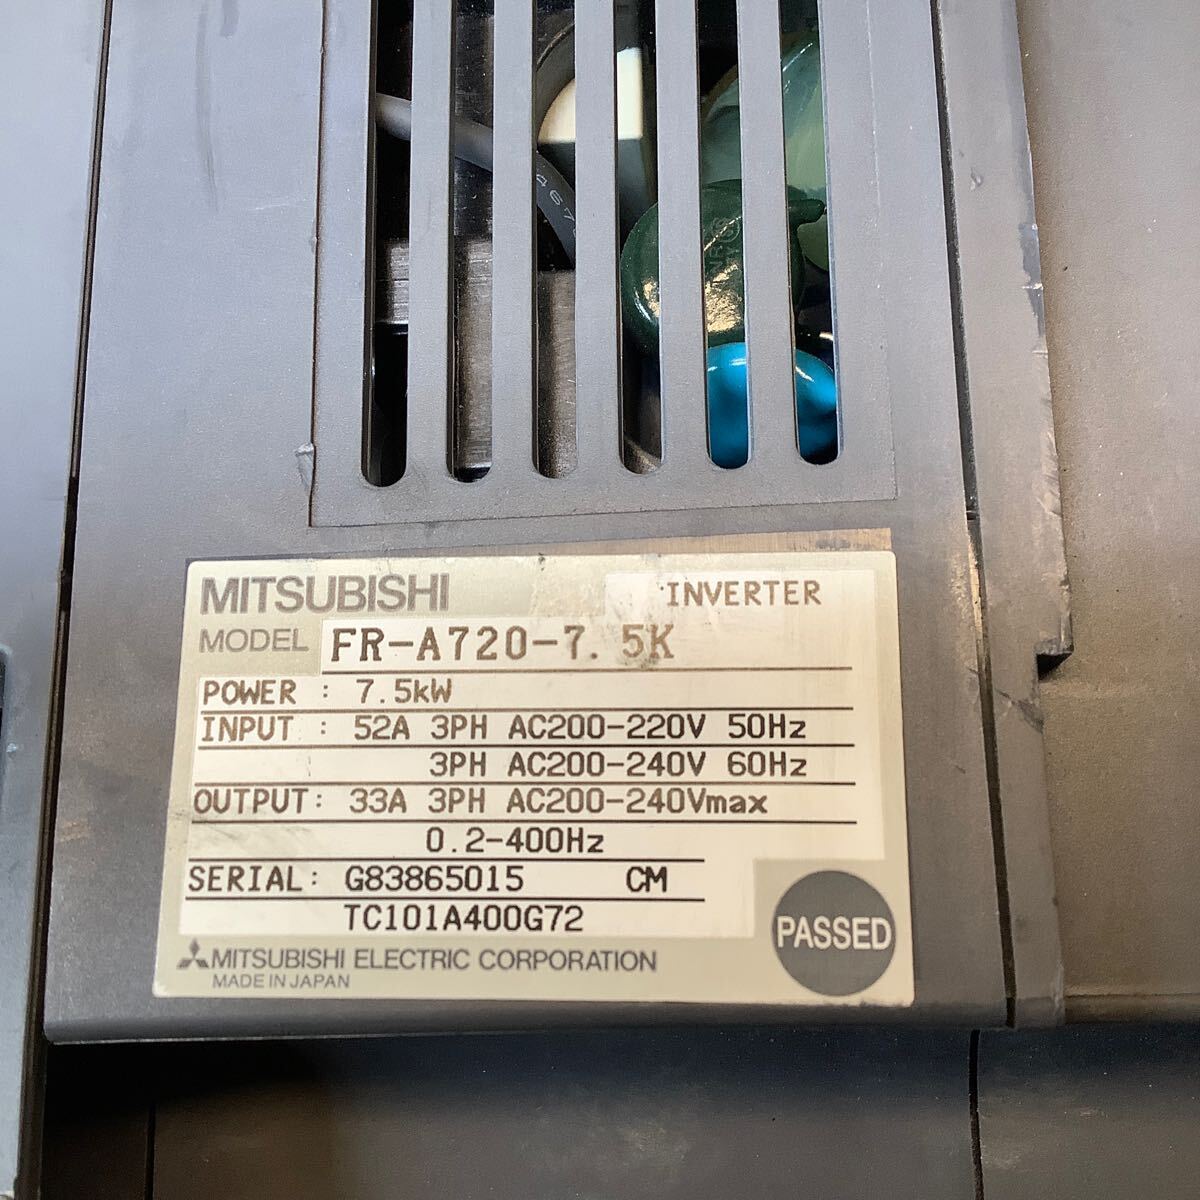 467
NR
MITSUBISHI INVERTER
MODEL FR-A720-7.5K
POWER : 7.5kW
INPUT : 52A 3PH AC200-220V 50Hz
3PH AC200-240V 60Hz
OUTPUT: 33A 3PH AC200-240Vmax
0.2-400Hz
SERIAL: G83865015 CM
TC101A400G72
PASSED
MITSUBISHI ELECTRIC CORPORATION
MADE IN JAPAN